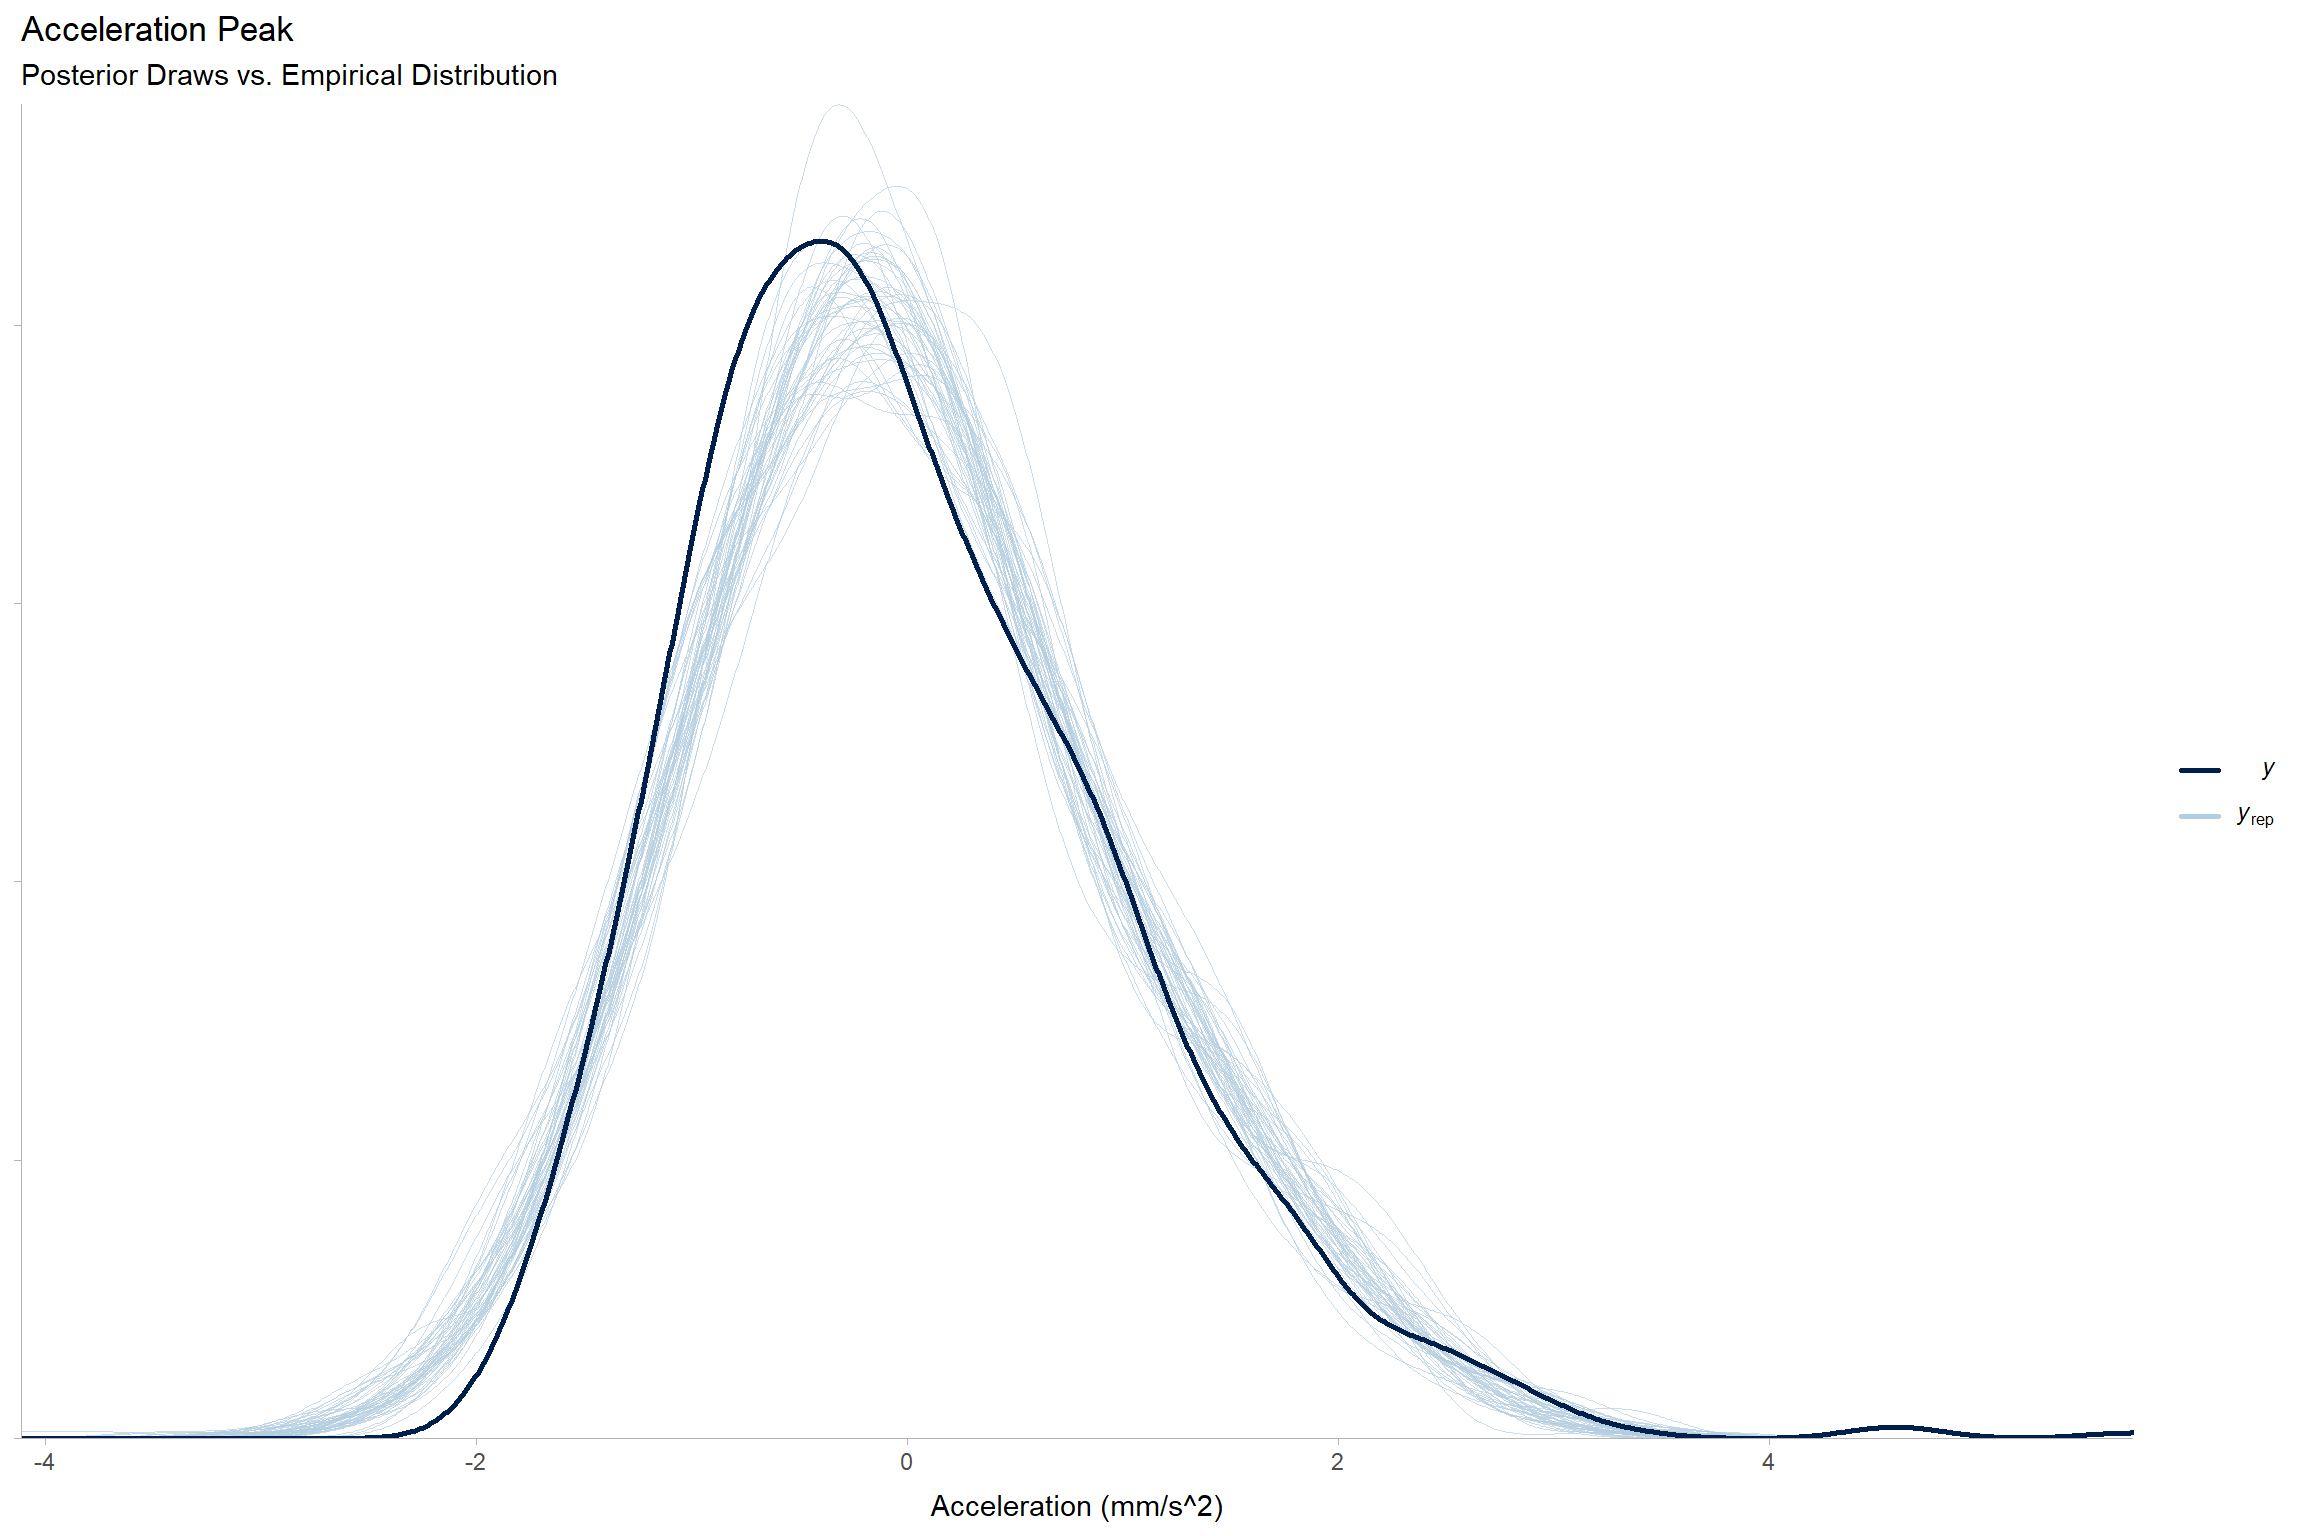 Acceleration Peak
Posterior Draws vs. Empirical Distribution
y
yrep
-4 -2 0 2 4
Acceleration (mm/s^2)